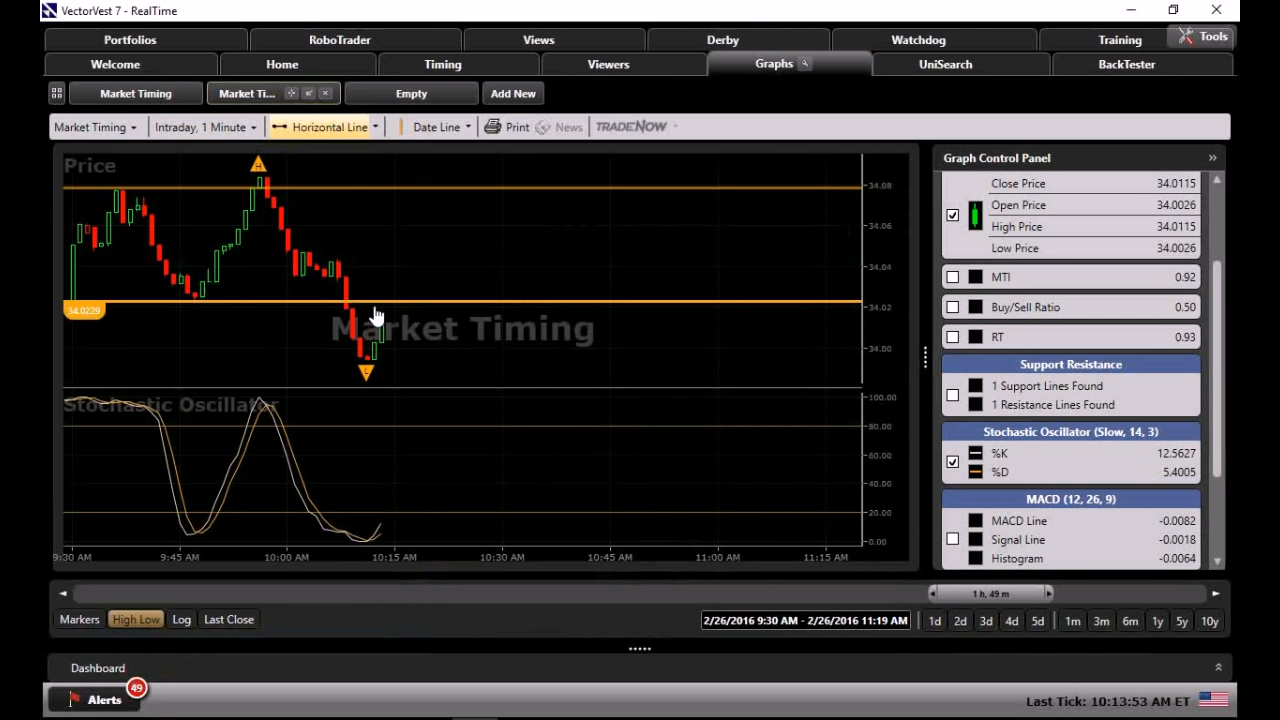 VectorVest 7 - RealTime
Portfolios RoboTrader Views Derby Watchdog Training Tools
Welcome Home Timing Viewers Graphs UniSearch BackTester
Market Timing Market Ti... Empty Add New
Market Timing Intraday, 1 Minute Horizontal Line Date Line Print News TRADENOW
Price
H
34.08
34.06
34.04
34.02
34.00
34.0229
Market Timing
L
Stochastic Oscillator
100.00
80.00
60.00
40.00
20.00
0.00
9:30 AM 9:45 AM 10:00 AM 10:15 AM 10:30 AM 10:45 AM 11:00 AM 11:15 AM
Graph Control Panel
Close Price 34.0115
Open Price 34.0026
High Price 34.0115
Low Price 34.0026
MTI 0.92
Buy/Sell Ratio 0.50
RT 0.93
Support Resistance
1 Support Lines Found
1 Resistance Lines Found
Stochastic Oscillator (Slow, 14, 3)
%K 12.5627
%D 5.4005
MACD (12, 26, 9)
MACD Line -0.0082
Signal Line -0.0018
Histogram -0.0064
1 h, 49 m
Markers High Low Log Last Close 2/26/2016 9:30 AM - 2/26/2016 11:19 AM 1d 2d 3d 4d 5d 1m 3m 6m 1y 5y 10y
Dashboard
Alerts 49 Last Tick: 10:13:53 AM ET